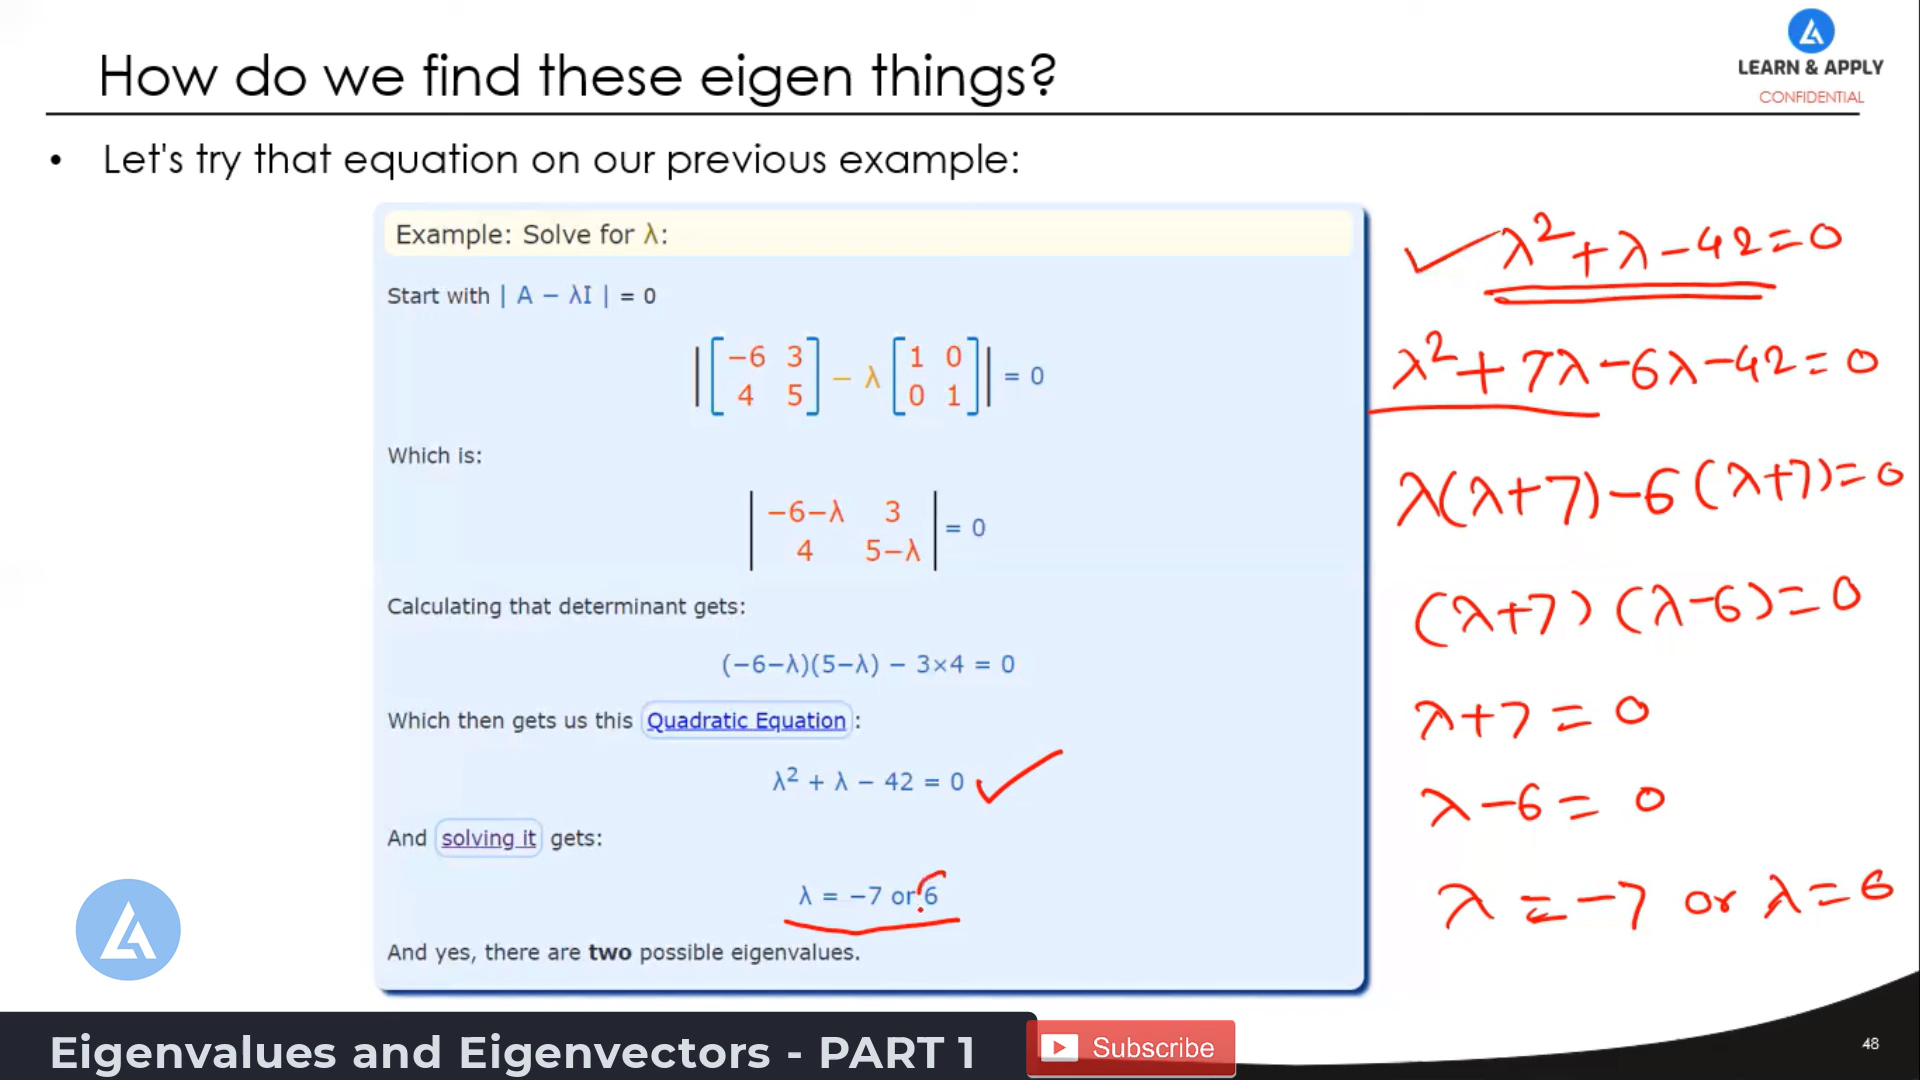 How do we find these eigen things?
LEARN & APPLY
CONFIDENTIAL
• Let's try that equation on our previous example:
Example: Solve for λ:
Start with | A − λI | = 0
|[−6 3
4 5] − λ [1 0
0 1]| = 0
Which is:
|−6−λ 3
4 5−λ| = 0
Calculating that determinant gets:
(−6−λ)(5−λ) − 3×4 = 0
Which then gets us this Quadratic Equation :
λ² + λ − 42 = 0
And solving it gets:
λ = −7 or 6
And yes, there are two possible eigenvalues.
λ² + λ − 42 = 0
λ² + 7λ − 6λ − 42 = 0
λ(λ+7) − 6(λ+7) = 0
(λ+7) (λ−6) = 0
λ+7 = 0
λ−6 = 0
λ = −7 or λ = 6
Eigenvalues and Eigenvectors - PART 1
Subscribe
48